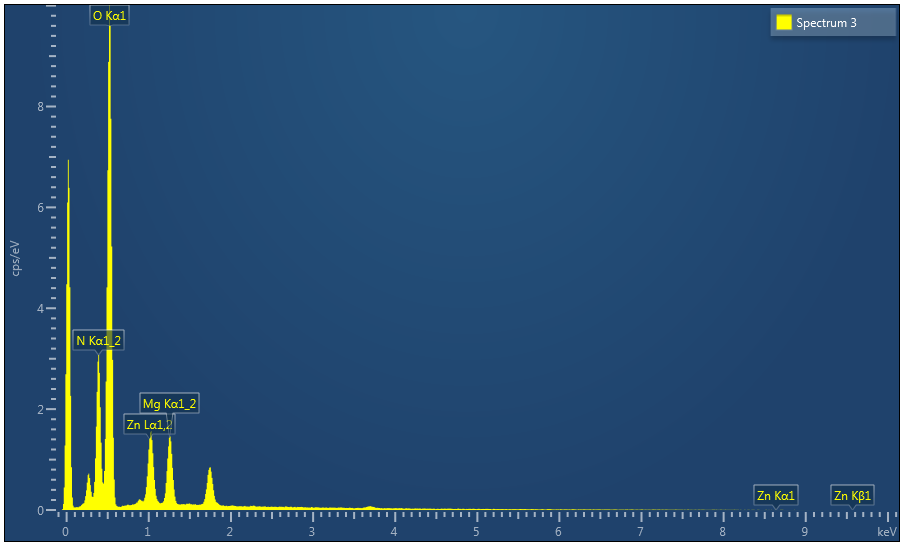 O Kα1
Spectrum 3
8
6
cps/eV
4
N Kα1_2
Mg Kα1_2
2
Zn Lα1,2
Zn Kα1
Zn Kβ1
0
0 1 2 3 4 5 6 7 8 9 keV